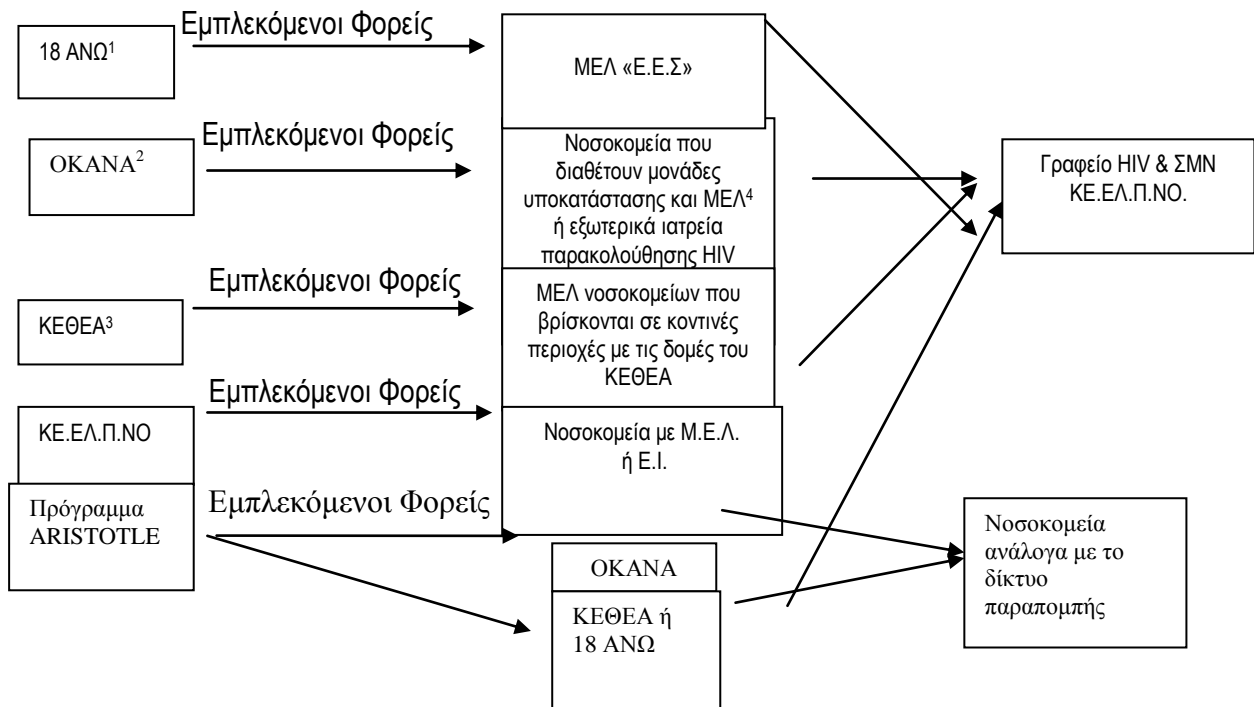 Εμπλεκόμενοι Φορείς
18 ΑΝΩ¹
ΜΕΛ «Ε.Ε.Σ»
Εμπλεκόμενοι Φορείς
ΟΚΑΝΑ²
Νοσοκομεία που
διαθέτουν μονάδες
υποκατάστασης και ΜΕΛ⁴
ή εξωτερικά ιατρεία
παρακολούθησης HIV
Γραφείο HIV & ΣΜΝ
ΚΕ.ΕΛ.Π.ΝΟ.
Εμπλεκόμενοι Φορείς
ΚΕΘΕΑ³
ΜΕΛ νοσοκομείων που
βρίσκονται σε κοντινές
περιοχές με τις δομές του
ΚΕΘΕΑ
Εμπλεκόμενοι Φορείς
ΚΕ.ΕΛ.Π.ΝΟ
Νοσοκομεία με Μ.Ε.Λ.
ή Ε.Ι.
Πρόγραμμα
ARISTOTLE
Εμπλεκόμενοι Φορείς
ΟΚΑΝΑ
ΚΕΘΕΑ ή
18 ΑΝΩ
Νοσοκομεία
ανάλογα με το
δίκτυο
παραπομπής